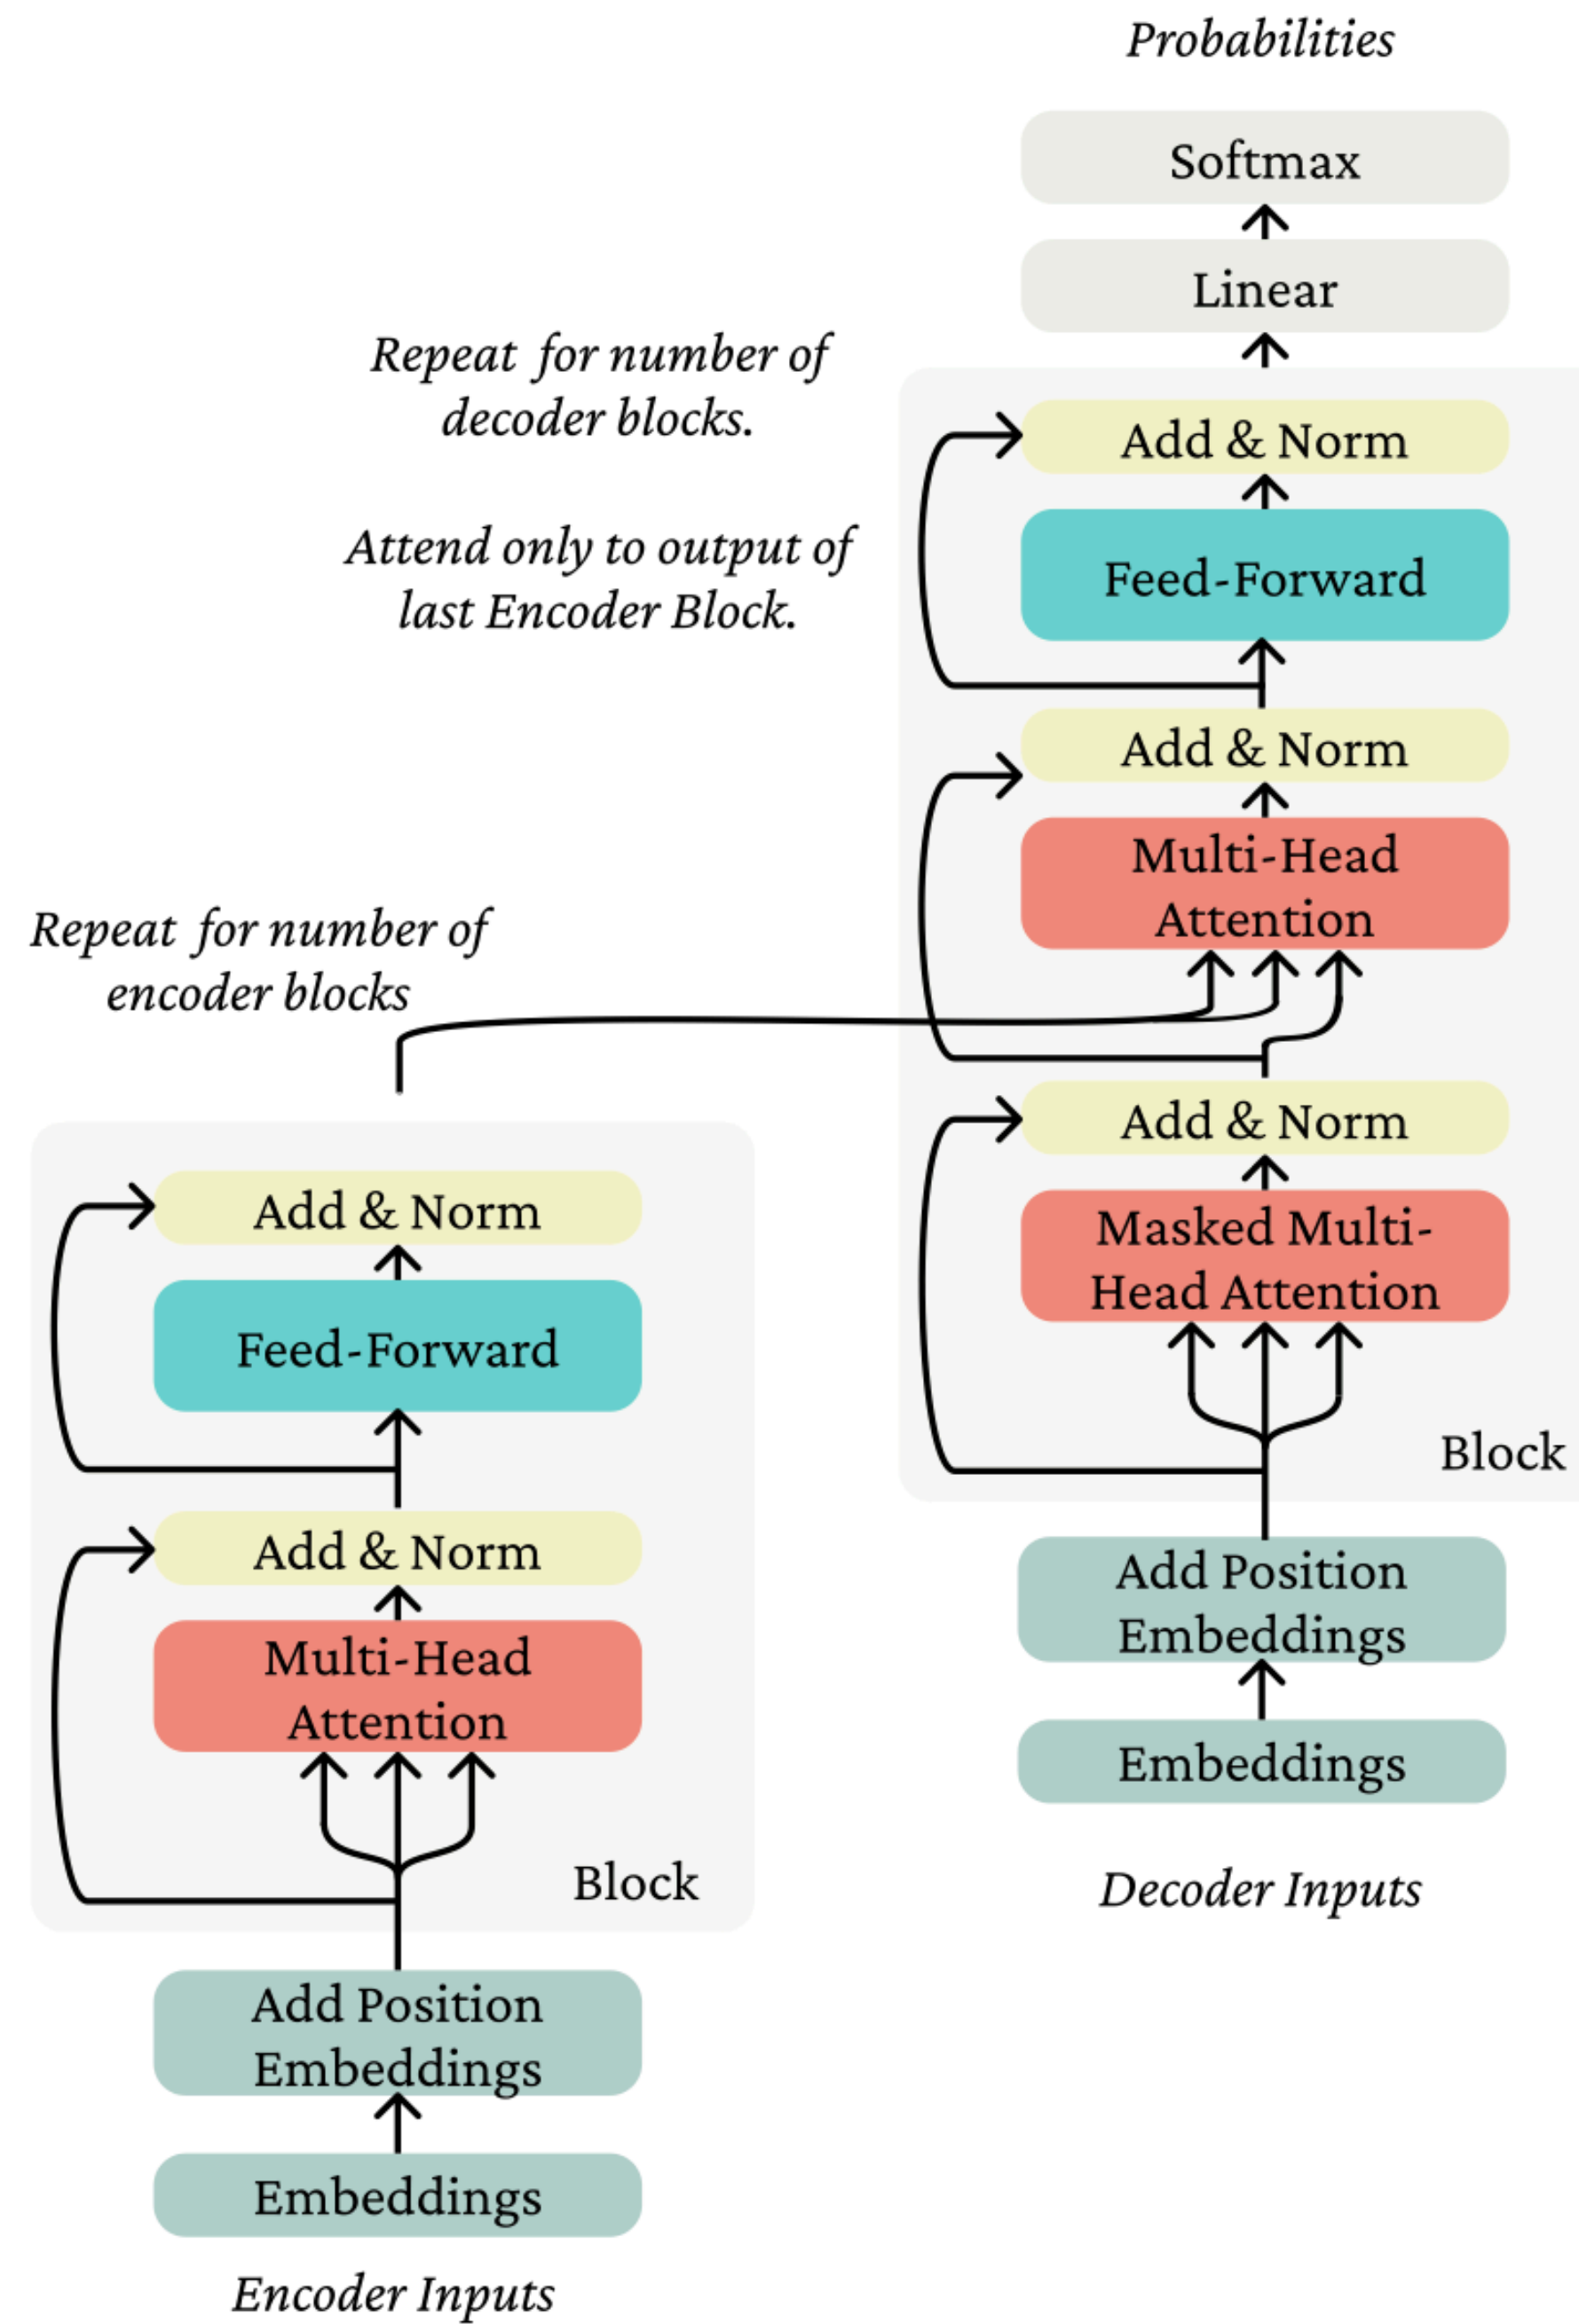 Probabilities
Softmax
Linear
Repeat for number of
decoder blocks.
Attend only to output of
last Encoder Block.
Add & Norm
Feed-Forward
Add & Norm
Multi-Head
Attention
Add & Norm
Masked Multi-
Head Attention
Block
Add Position
Embeddings
Embeddings
Decoder Inputs
Repeat for number of
encoder blocks
Add & Norm
Feed-Forward
Add & Norm
Multi-Head
Attention
Block
Add Position
Embeddings
Embeddings
Encoder Inputs